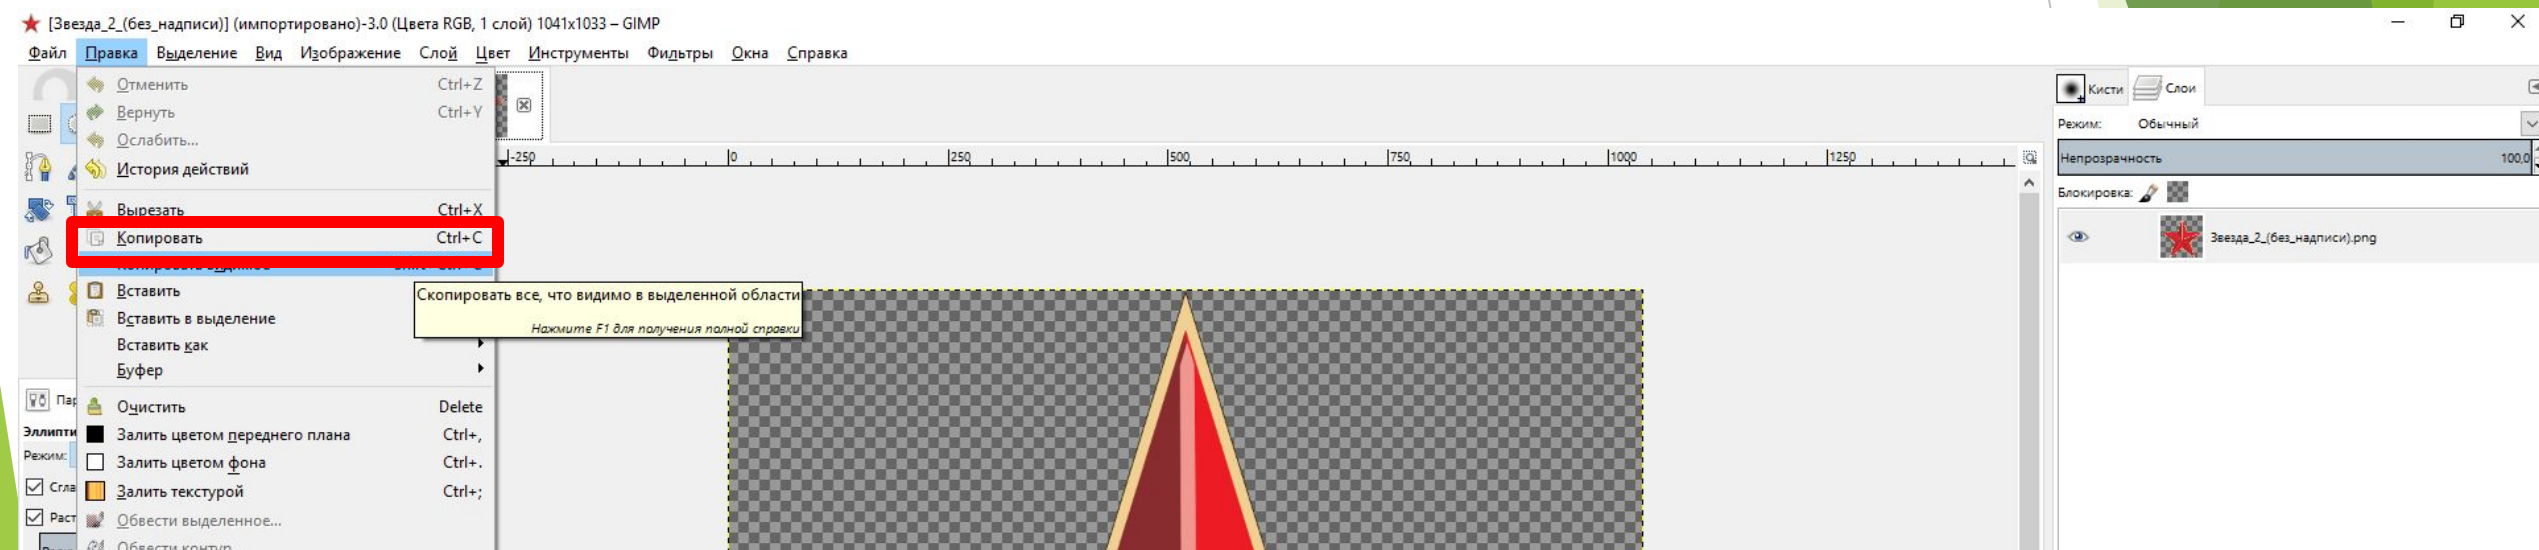 [Звезда_2_(без_надписи)] (импортировано)-3.0 (Цвета RGB, 1 слой) 1041x1033 – GIMP
Файл Правка Выделение Вид Изображение Слой Цвет Инструменты Фильтры Окна Справка
Отменить Ctrl+Z
Вернуть Ctrl+Y
Ослабить...
История действий
Вырезать Ctrl+X
Копировать Ctrl+C
Вставить
Вставить в выделение
Вставить как
Буфер
Очистить Delete
Залить цветом переднего плана Ctrl+,
Залить цветом фона Ctrl+.
Залить текстурой Ctrl+;
Обвести выделенное...
Обвести контур
Скопировать все, что видимо в выделенной области
Нажмите F1 для получения полной справки
Пар
Эллипти
Режим:
Сгла
Раст
-250 0 250 500 750 1000 1250
Кисти Слои
Режим: Обычный
Непрозрачность 100,0
Блокировка:
Звезда_2_(без_надписи).png